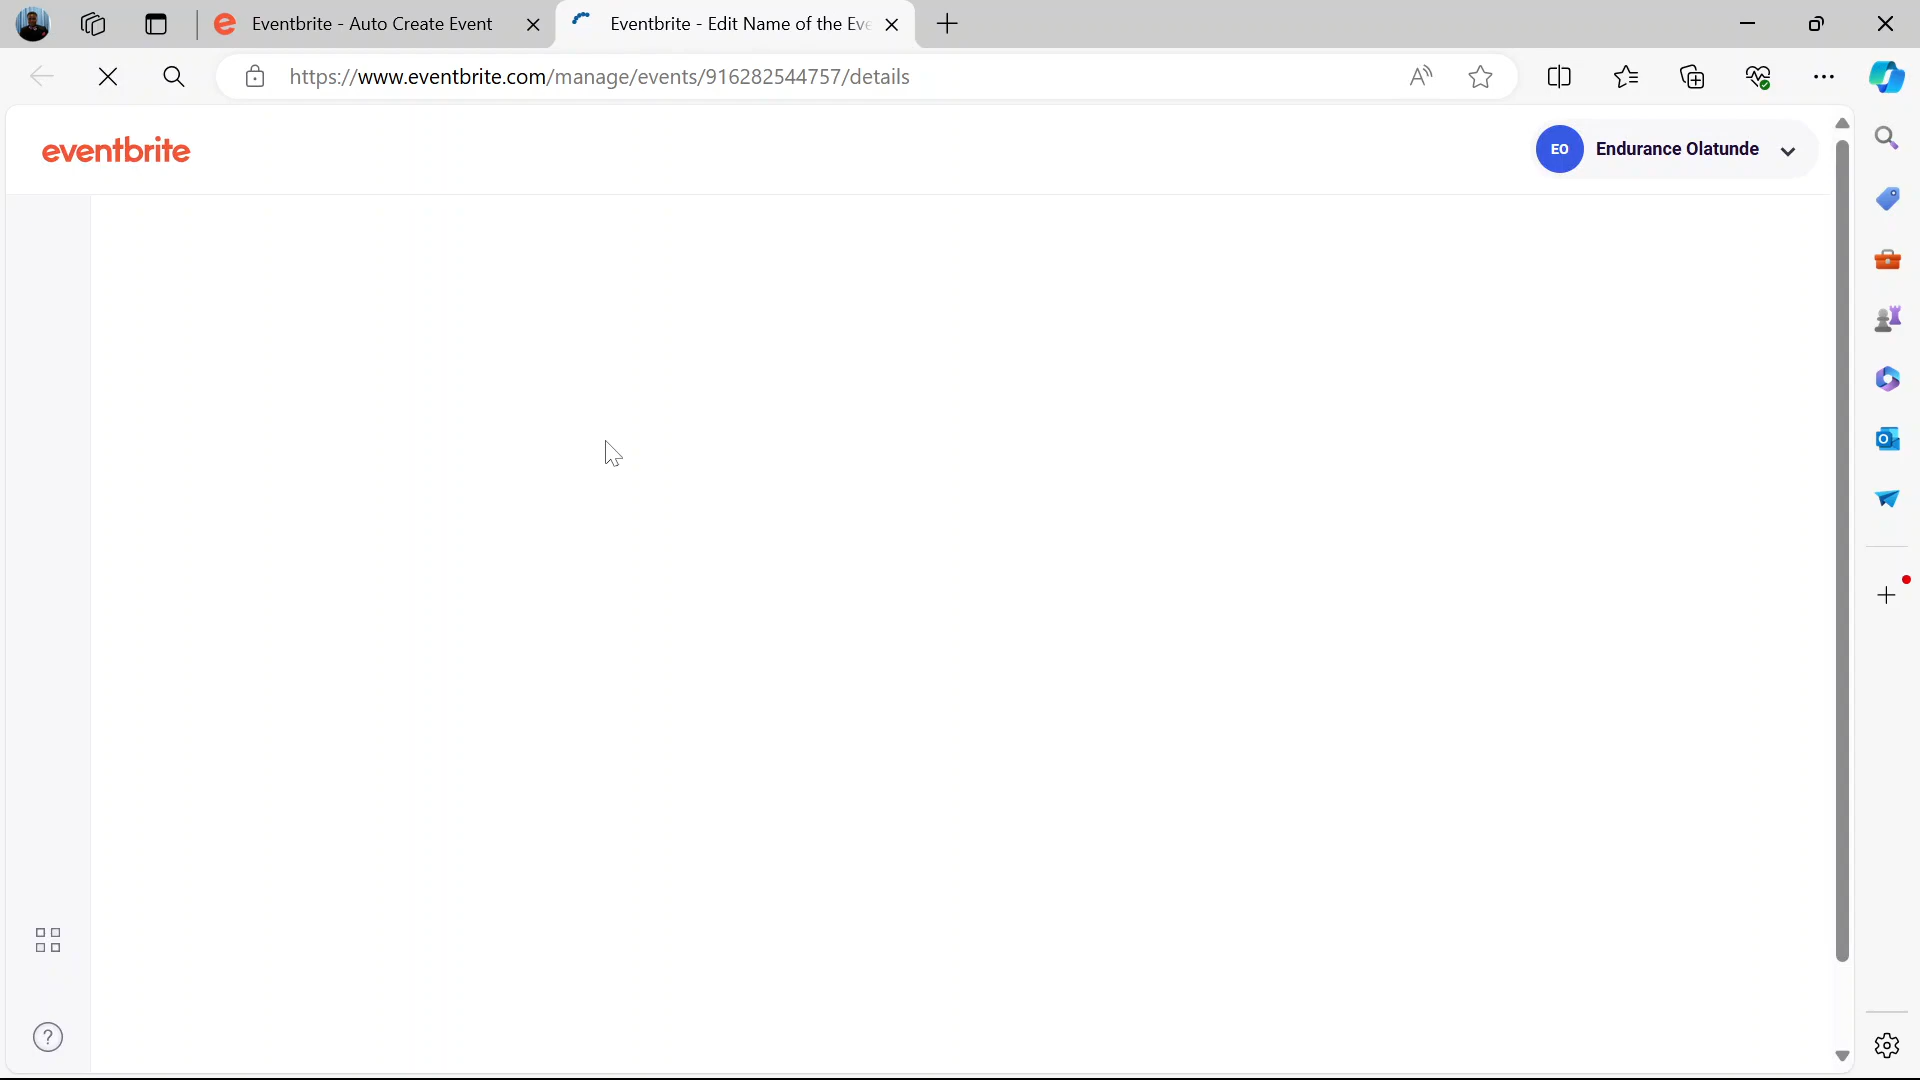 Eventbrite - Auto Create Event
Eventbrite - Edit Name of the Eve
https://www.eventbrite.com/manage/events/916282544757/details
eventbrite
EO
Endurance Olatunde
?